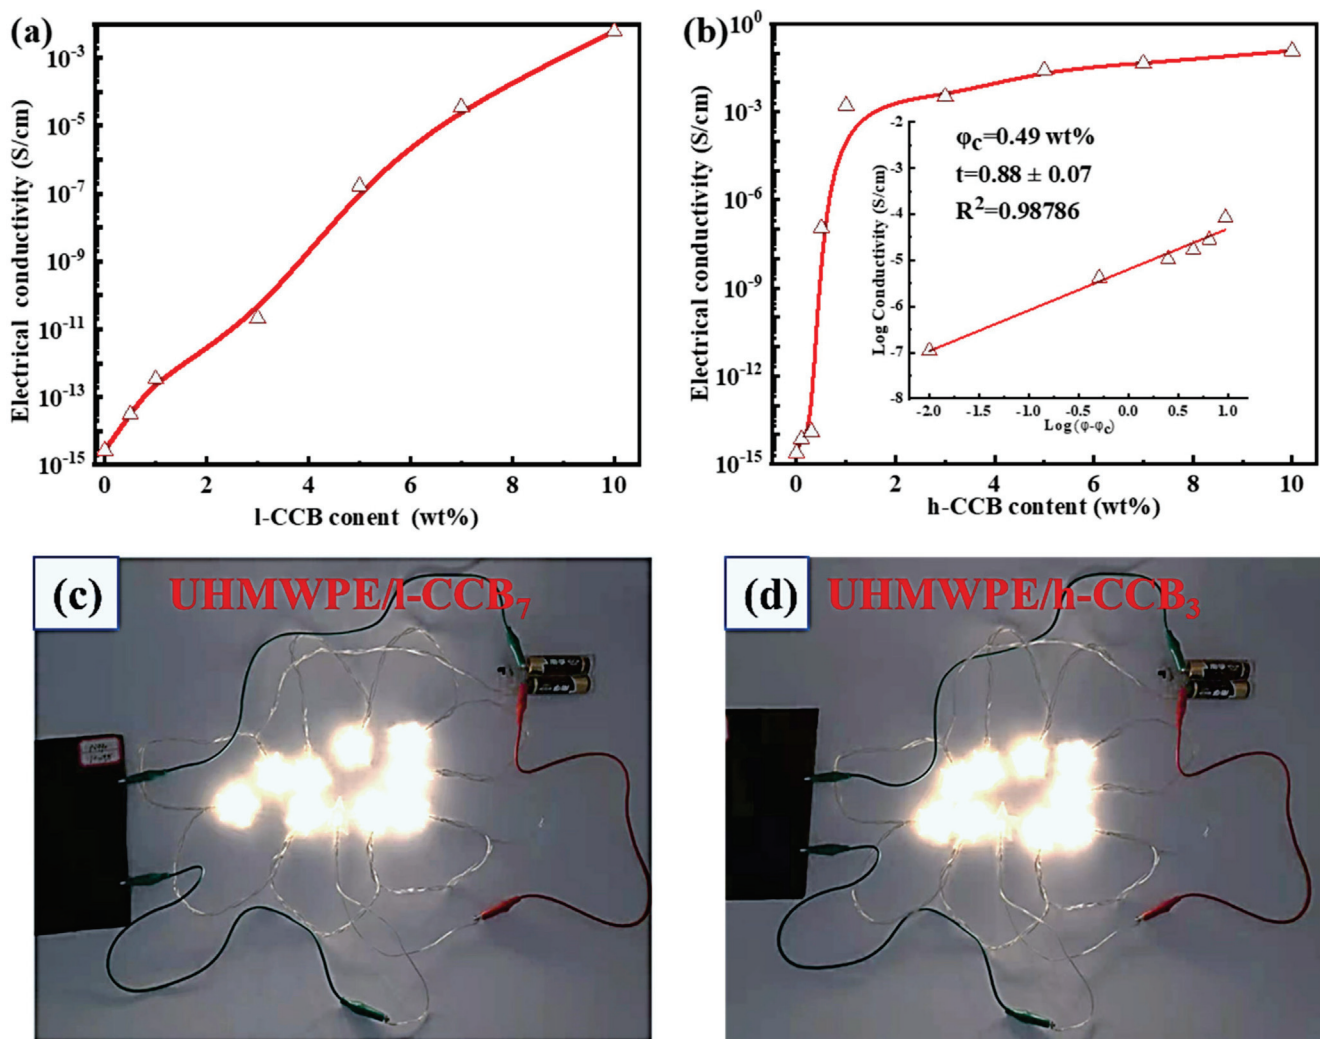 (a)
10⁻³
10⁻⁵
10⁻⁷
10⁻⁹
10⁻¹¹
10⁻¹³
10⁻¹⁵
Electrical conductivity (S/cm)
0 2 4 6 8 10
l-CCB conent (wt%)
(b)
10⁰
10⁻³
10⁻⁶
10⁻⁹
10⁻¹²
10⁻¹⁵
Electrical conductivity (S/cm)
φc=0.49 wt%
t=0.88 ± 0.07
R²=0.98786
-2
-3
-4
-5
-6
-7
-8
Log Conductivity (S/cm)
-2.0 -1.5 -1.0 -0.5 0.0 0.5 1.0
Log (φ-φc)
0 2 4 6 8 10
h-CCB content (wt%)
(c)
UHMWPE/l-CCB₇
(d)
UHMWPE/h-CCB₃